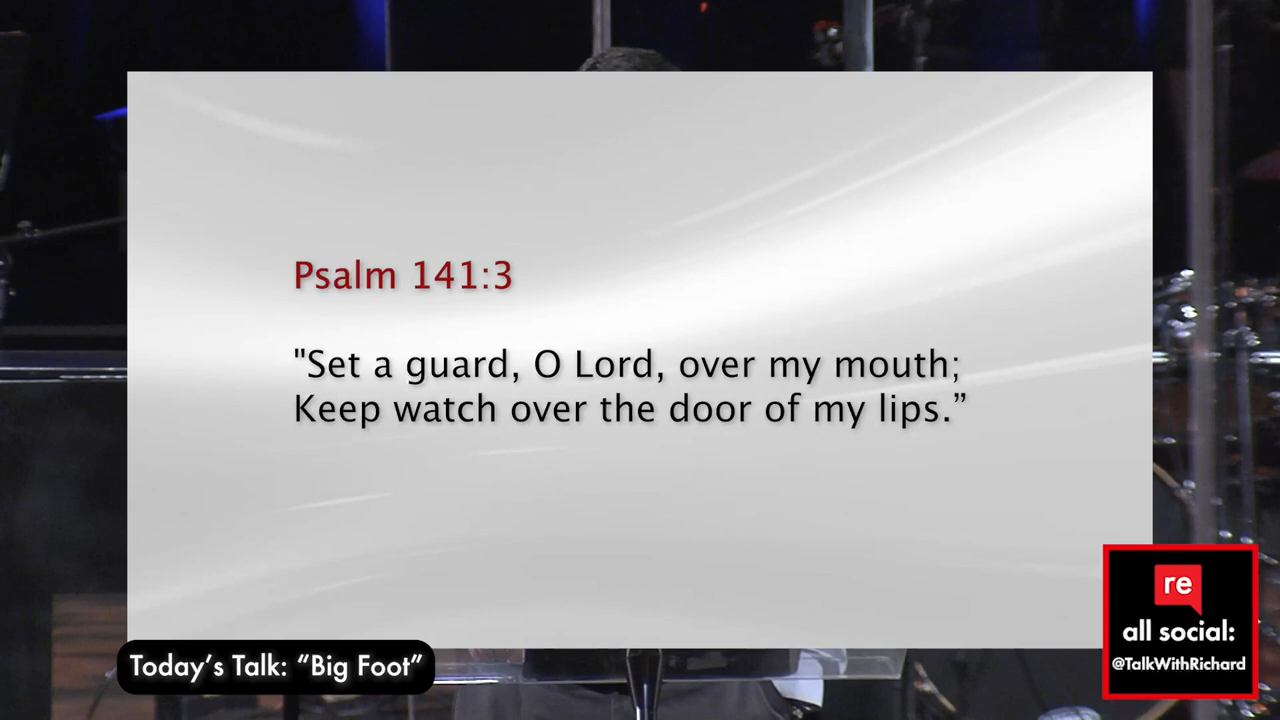 Psalm 141:3
"Set a guard, O Lord, over my mouth;
Keep watch over the door of my lips.”
Today’s Talk: “Big Foot”
re
all social:
@TalkWithRichard